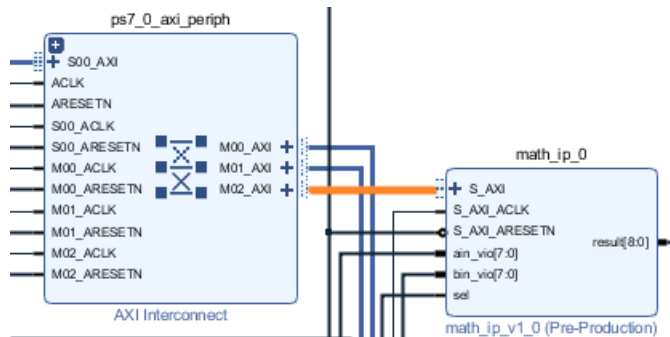 ps7_0_axi_periph
S00_AXI
ACLK
ARESETN
S00_ACLK
S00_ARESETN
M00_ACLK
M00_ARESETN
M01_ACLK
M01_ARESETN
M02_ACLK
M02_ARESETN
M00_AXI
M01_AXI
M02_AXI
AXI Interconnect
math_ip_0
S_AXI
S_AXI_ACLK
S_AXI_ARESETN
ain_vio[7:0]
bin_vio[7:0]
sel
result[8:0]
math_ip_v1_0 (Pre-Production)